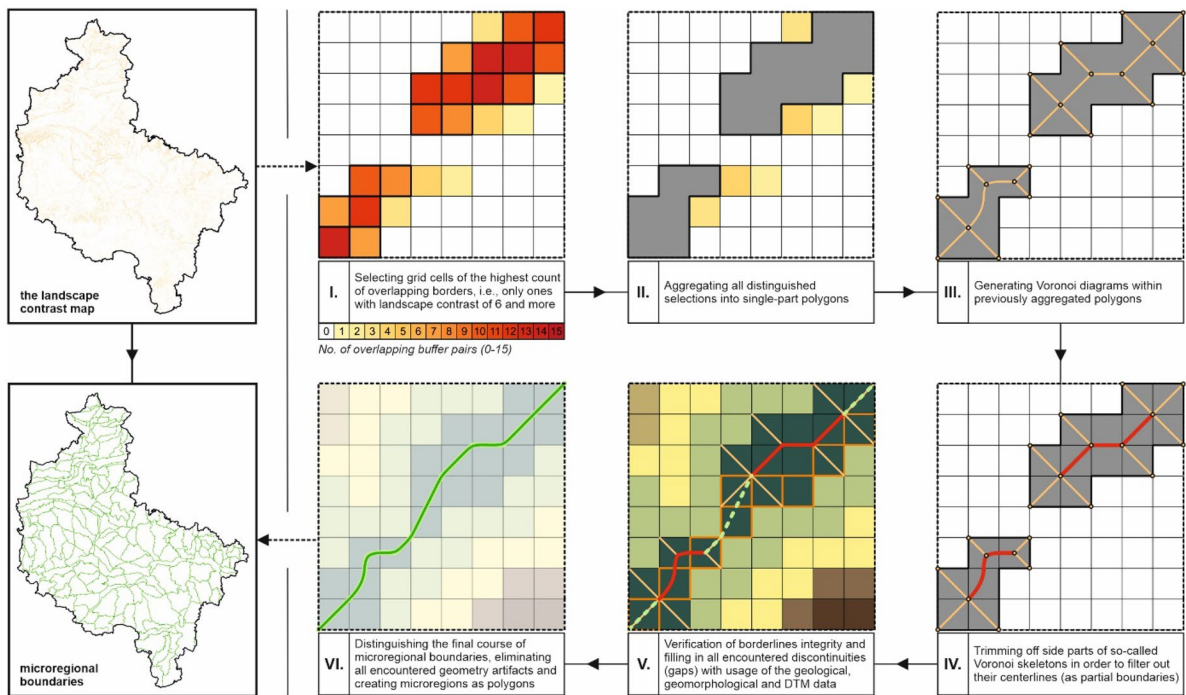 the landscape
contrast map
I.
Selecting grid cells of the highest count
of overlapping borders, i.e., only ones
with landscape contrast of 6 and more
0 1 2 3 4 5 6 7 8 9 10 11 12 13 14 15
No. of overlapping buffer pairs (0-15)
II.
Aggregating all distinguished
selections into single-part polygons
III.
Generating Voronoi diagrams within
previously aggregated polygons
microregional
boundaries
VI.
Distinguishing the final course of
microregional boundaries, eliminating
all encountered geometry artifacts and
creating microregions as polygons
V.
Verification of borderlines integrity and
filling in all encountered discontinuities
(gaps) with usage of the geological,
geomorphological and DTM data
IV.
Trimming off side parts of so-called
Voronoi skeletons in order to filter out
their centerlines (as partial boundaries)